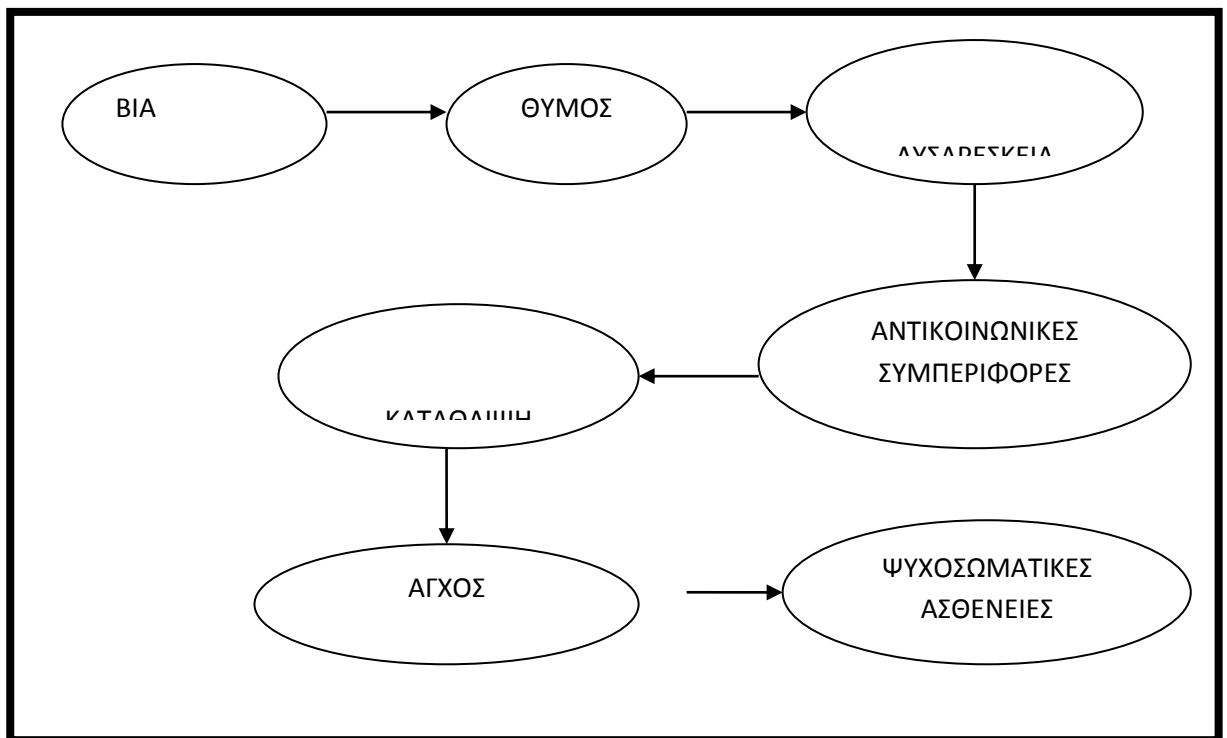 ΒΙΑ
ΘΥΜΟΣ
ΔΥΣΑΡΕΣΚΕΙΑ
ΑΝΤΙΚΟΙΝΩΝΙΚΕΣ
ΣΥΜΠΕΡΙΦΟΡΕΣ
ΚΑΤΑΘΛΙΨΗ
ΑΓΧΟΣ
ΨΥΧΟΣΩΜΑΤΙΚΕΣ
ΑΣΘΕΝΕΙΕΣ